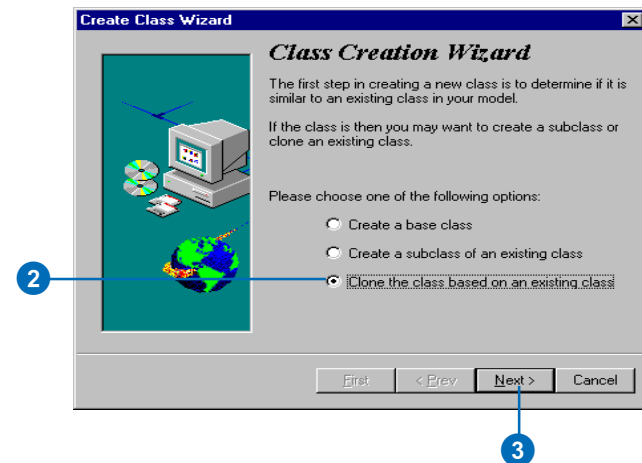 Create Class Wizard
Class Creation Wizard
The first step in creating a new class is to determine if it is
similar to an existing class in your model.
If the class is then you may want to create a subclass or
clone an existing class.
Please choose one of the following options:
Create a base class
Create a subclass of an existing class
2
Clone the class based on an existing class
First
< Prev
Next >
Cancel
3